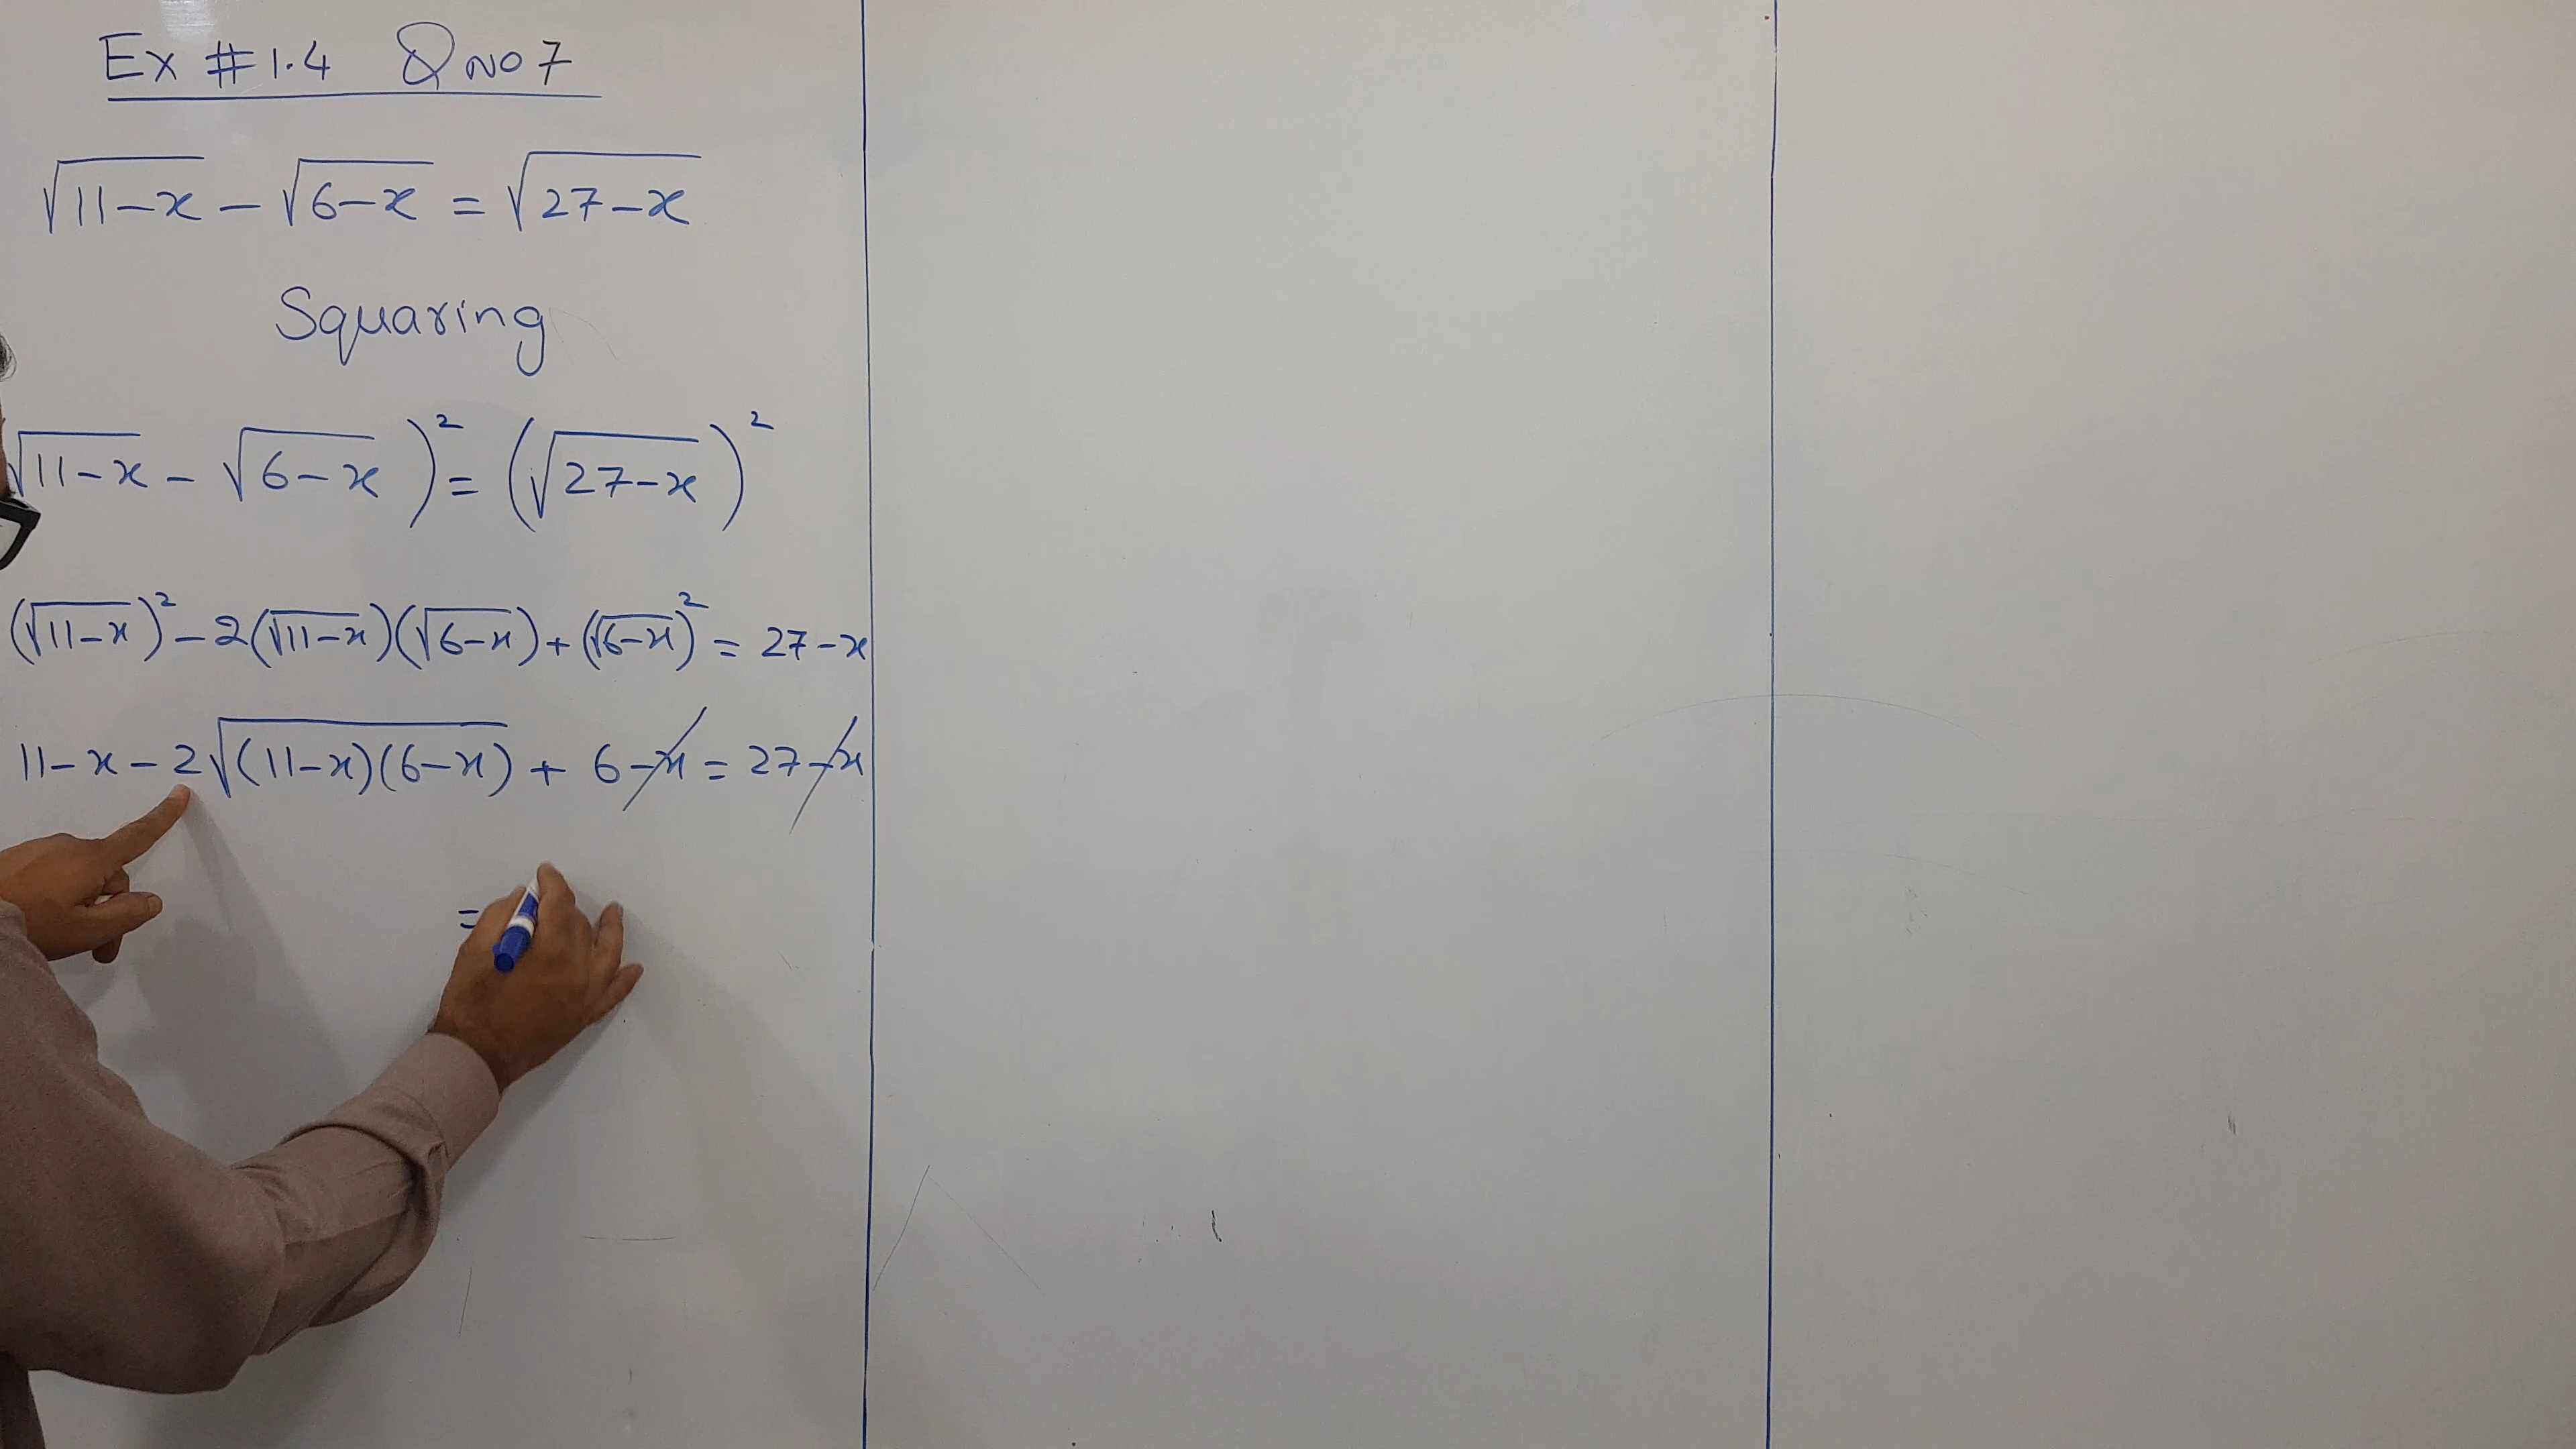 Ex # 1.4 Q NO 7
√(11-x) - √(6-x) = √(27-x)
Squaring
√(11-x) - √(6-x) )² = (√(27-x))²
(√(11-x))² - 2(√(11-x))(√(6-x)) + (√(6-x))² = 27-x
11-x-2√((11-x)(6-x)) + 6-x = 27-x
=